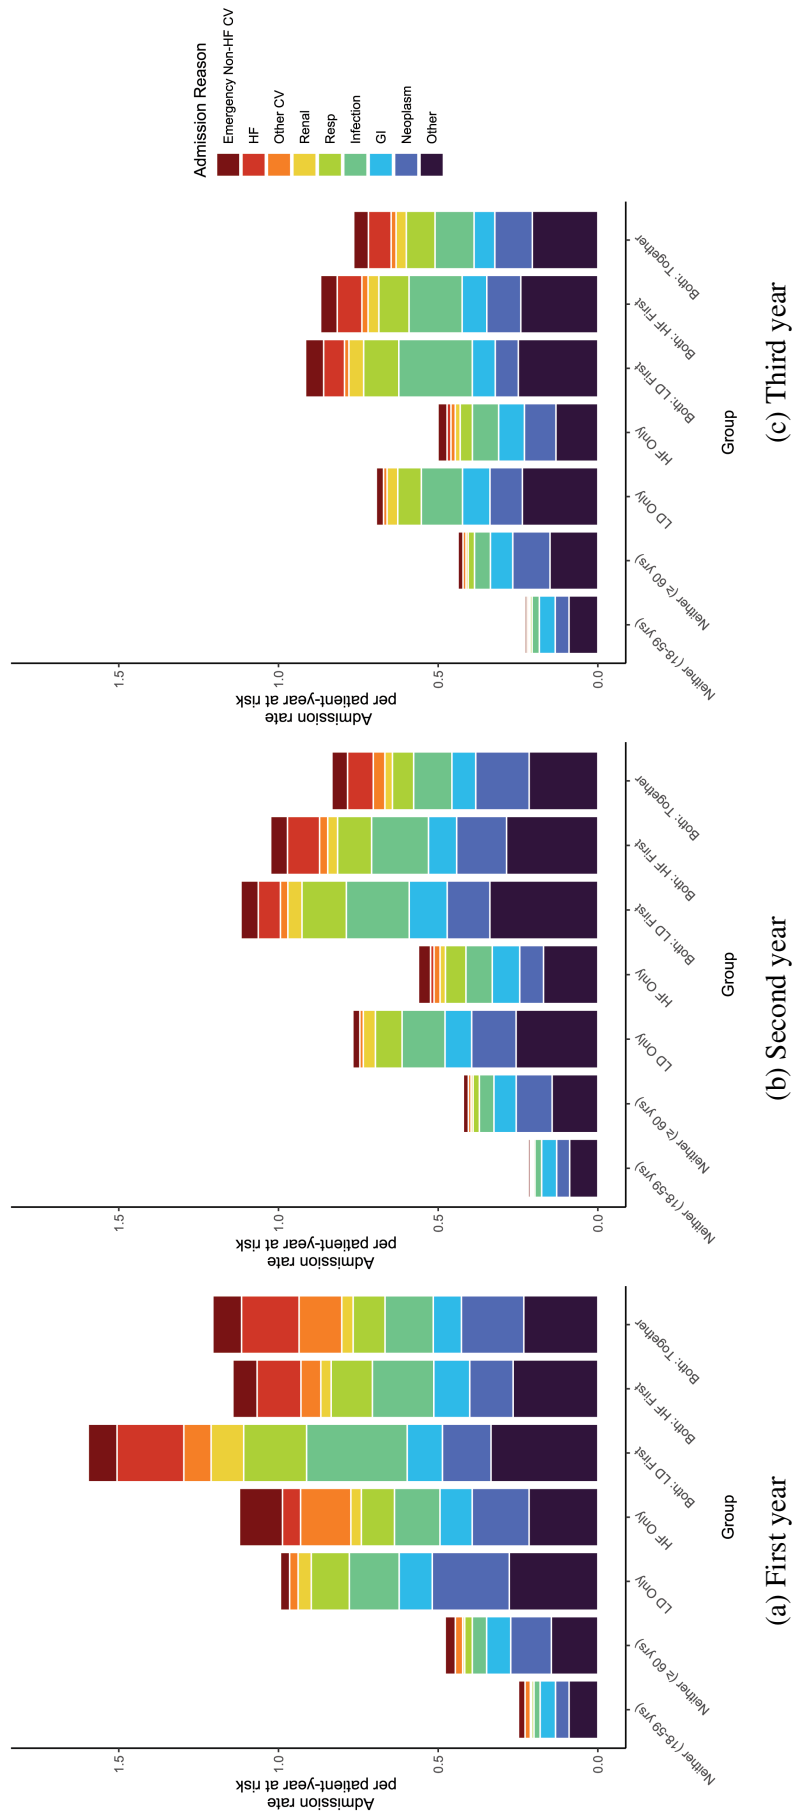 Admission rate
per patient-year at risk
0.0
0.5
1.0
1.5
Neither (18-59 yrs)
Neither (≥ 60 yrs)
LD Only
HF Only
Both: LD First
Both: HF First
Both: Together
Group
(a) First year
Admission rate
per patient-year at risk
0.0
0.5
1.0
1.5
Neither (18-59 yrs)
Neither (≥ 60 yrs)
LD Only
HF Only
Both: LD First
Both: HF First
Both: Together
Group
(b) Second year
Admission rate
per patient-year at risk
0.0
0.5
1.0
1.5
Neither (18-59 yrs)
Neither (≥ 60 yrs)
LD Only
HF Only
Both: LD First
Both: HF First
Both: Together
Group
(c) Third year
Admission Reason
Emergency Non-HF CV
HF
Other CV
Renal
Resp
Infection
GI
Neoplasm
Other